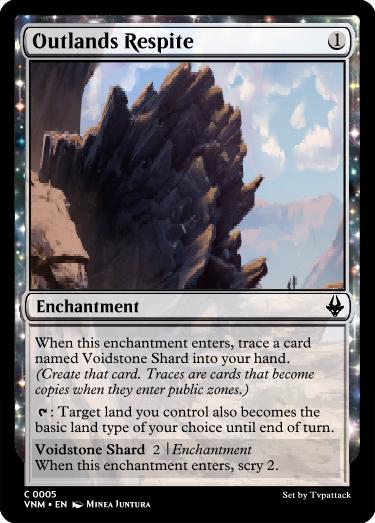 Outlands Respite 1
Enchantment
When this enchantment enters, trace a card
named Voidstone Shard into your hand.
(Create that card. Traces are cards that become
copies when they enter public zones.)
: Target land you control also becomes the
basic land type of your choice until end of turn.
Voidstone Shard 2 | Enchantment
When this enchantment enters, scry 2.
C 0005
VNM • EN Minea Juntura
Set by Tvpattack